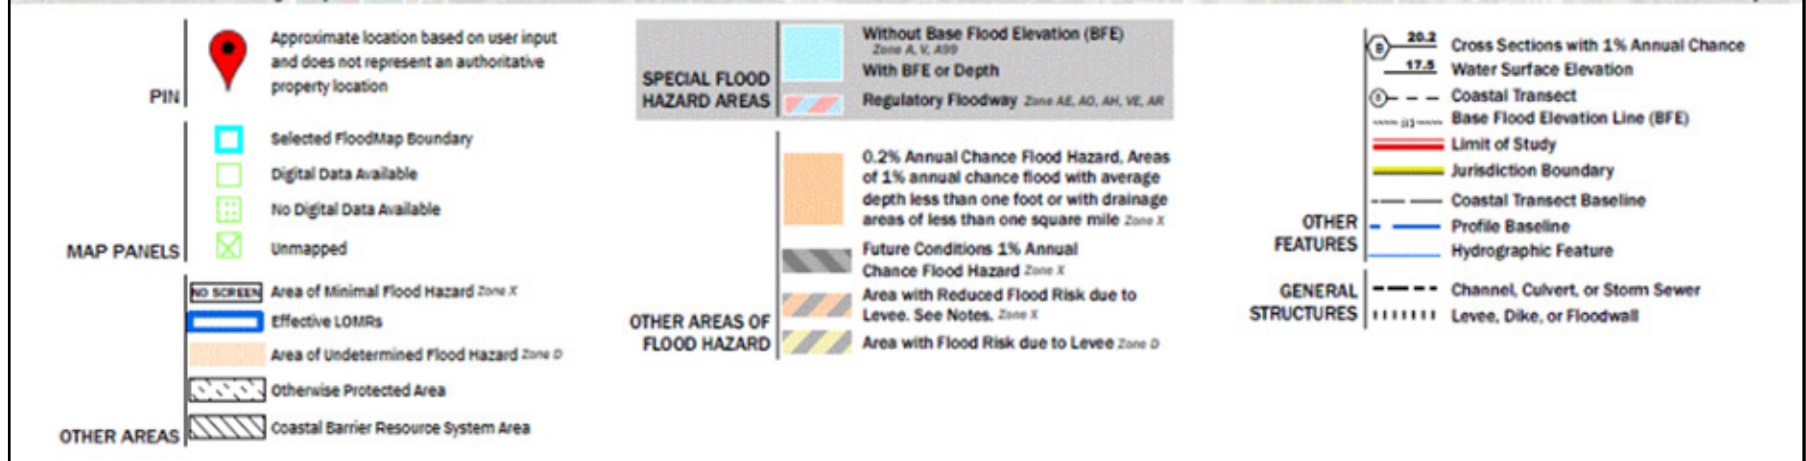 PIN
Approximate location based on user input
and does not represent an authoritative
property location
MAP PANELS
Selected FloodMap Boundary
Digital Data Available
No Digital Data Available
Unmapped
OTHER AREAS
NO SCREEN Area of Minimal Flood Hazard Zone X
Effective LOMRs
Area of Undetermined Flood Hazard Zone D
Otherwise Protected Area
Coastal Barrier Resource System Area
SPECIAL FLOOD
HAZARD AREAS
Without Base Flood Elevation (BFE)
Zone A, V, A99
With BFE or Depth
Regulatory Floodway Zone AE, AO, AH, VE, AR
OTHER AREAS OF
FLOOD HAZARD
0.2% Annual Chance Flood Hazard, Areas
of 1% annual chance flood with average
depth less than one foot or with drainage
areas of less than one square mile Zone X
Future Conditions 1% Annual
Chance Flood Hazard Zone X
Area with Reduced Flood Risk due to
Levee. See Notes. Zone X
Area with Flood Risk due to Levee Zone D
OTHER
FEATURES
B 20.2 Cross Sections with 1% Annual Chance
17.5 Water Surface Elevation
Coastal Transect
Base Flood Elevation Line (BFE)
Limit of Study
Jurisdiction Boundary
Coastal Transect Baseline
Profile Baseline
Hydrographic Feature
GENERAL
STRUCTURES
Channel, Culvert, or Storm Sewer
Levee, Dike, or Floodwall